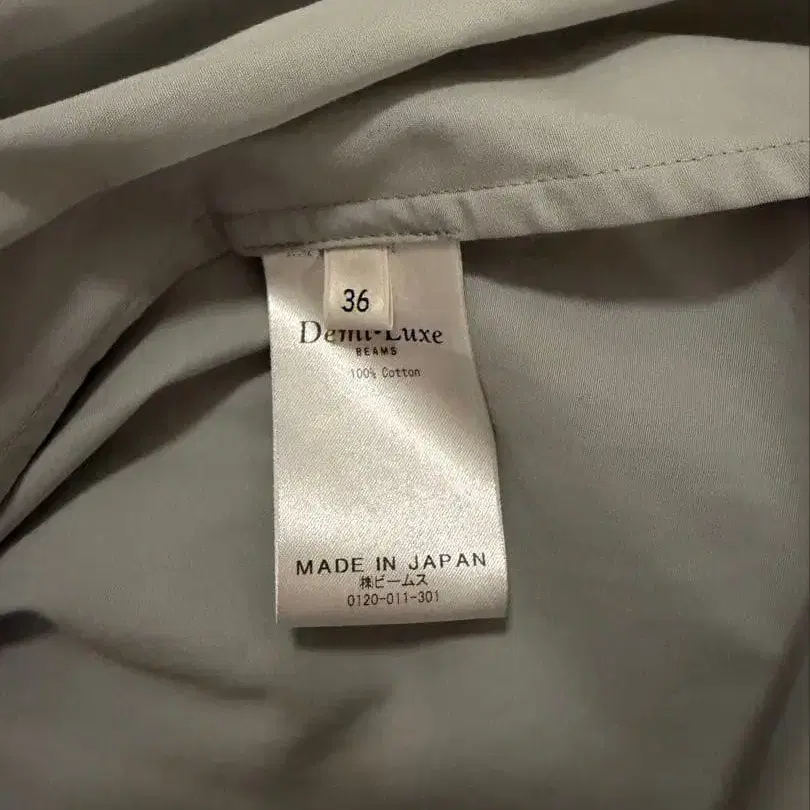 36
Demi-Luxe
BEAMS
100% Cotton
MADE IN JAPAN
㈱ビームス
0120-011-301